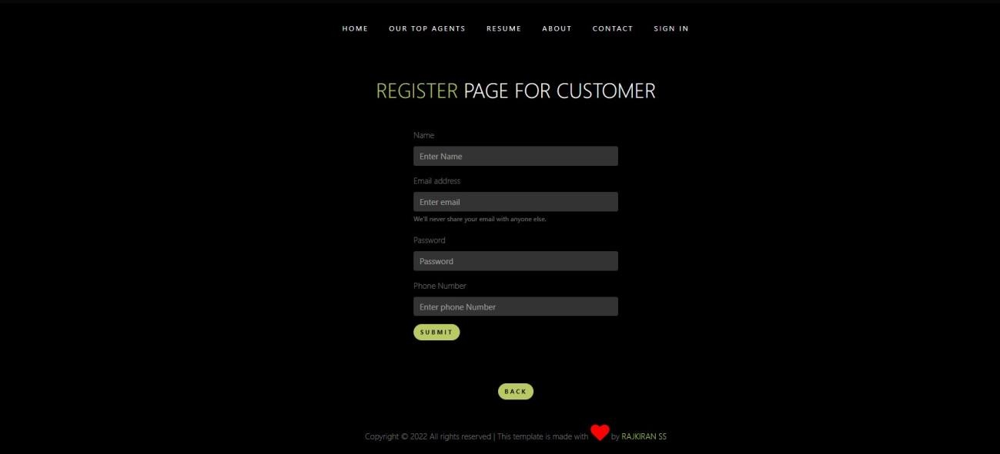 HOME OUR TOP AGENTS RESUME ABOUT CONTACT SIGN IN
REGISTER PAGE FOR CUSTOMER
Name
Enter Name
Email address
Enter email
We'll never share your email with anyone else.
Password
Password
Phone Number
Enter phone Number
SUBMIT
BACK
Copyright © 2022 All rights reserved | This template is made with by RAJKIRAN SS